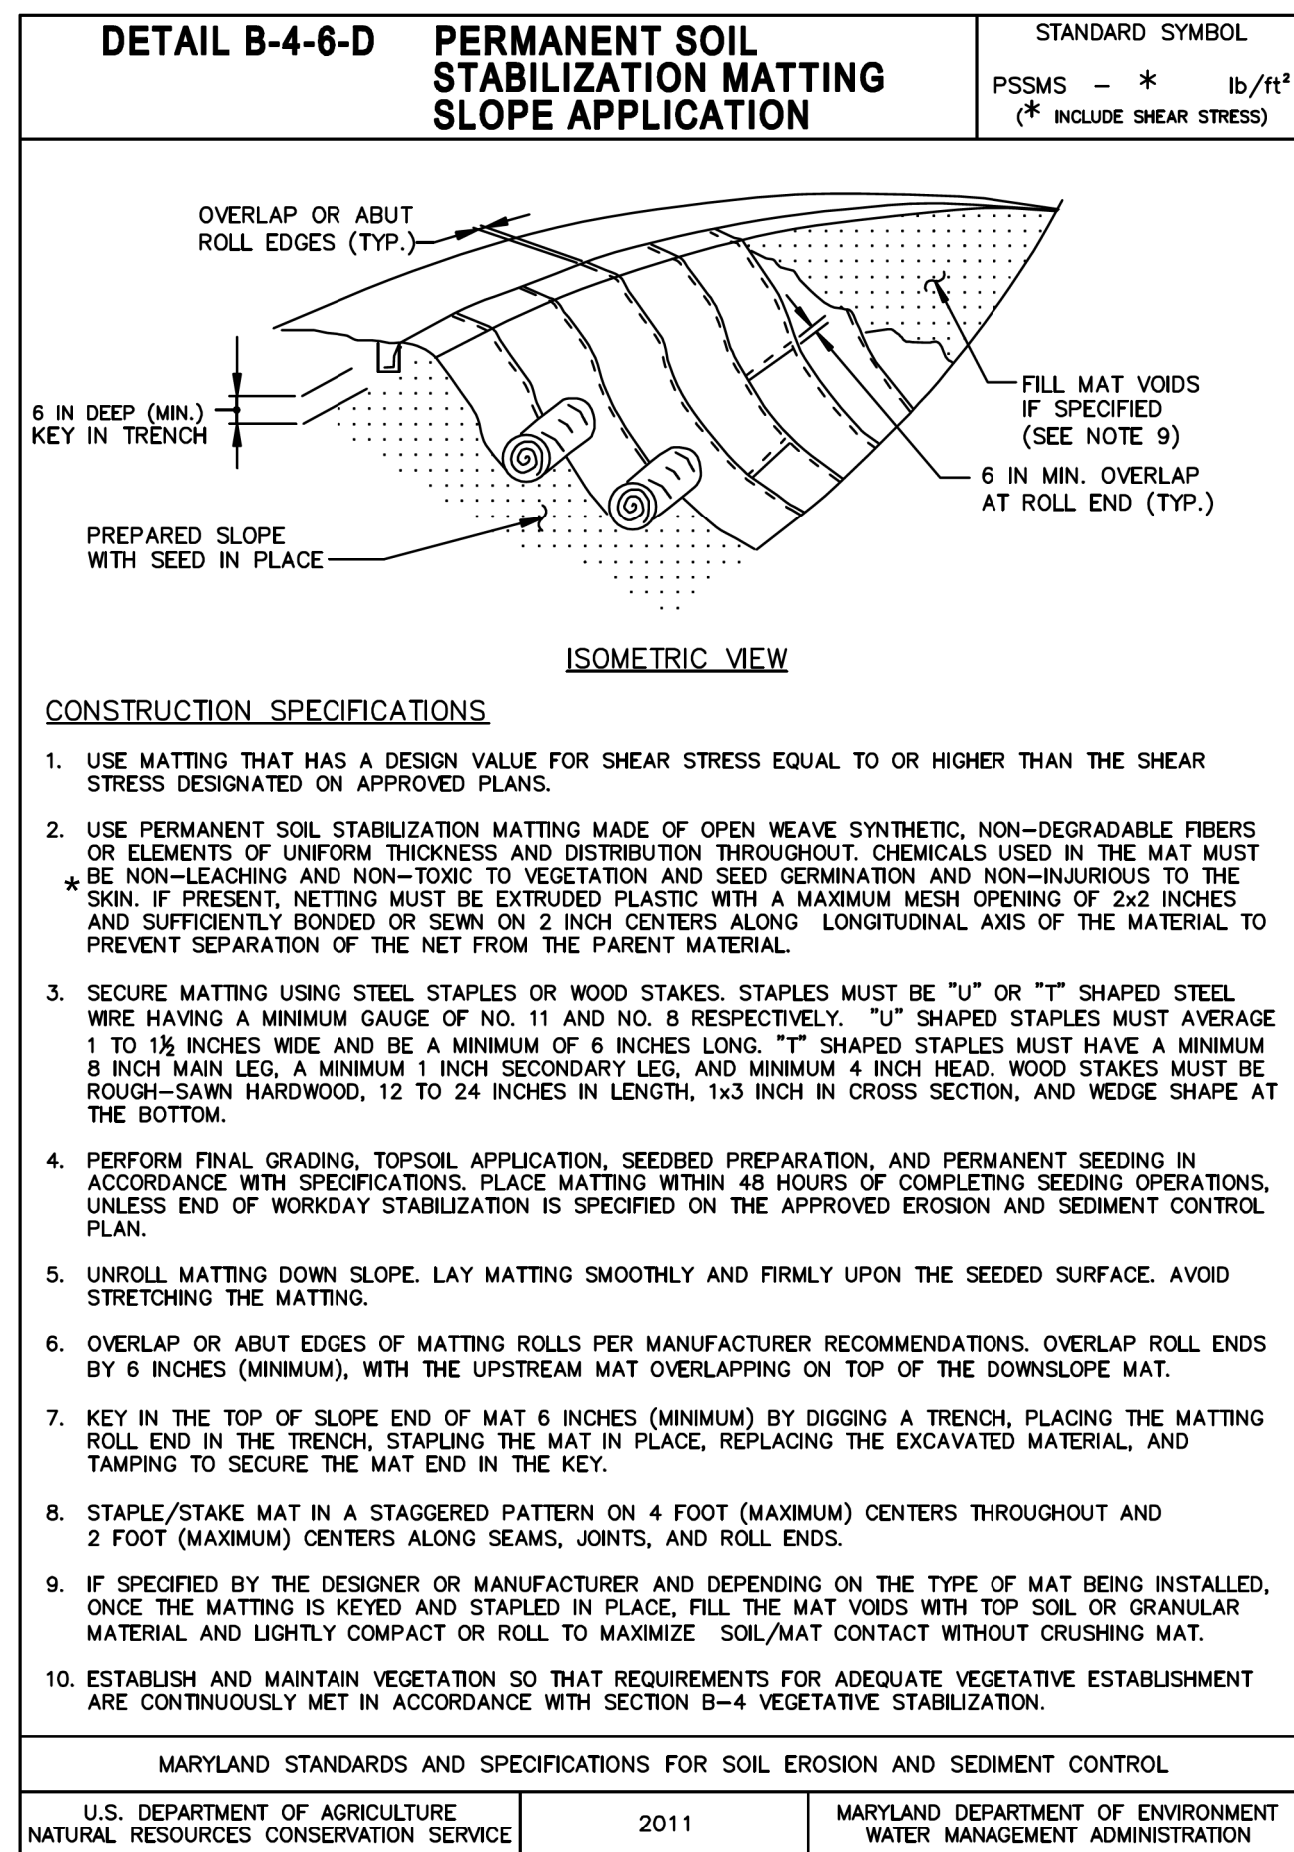 DETAIL B-4-6-D PERMANENT SOIL
STABILIZATION MATTING
SLOPE APPLICATION
STANDARD SYMBOL
PSSMS - * lb/ft²
(* INCLUDE SHEAR STRESS)
OVERLAP OR ABUT
ROLL EDGES (TYP.)
6 IN DEEP (MIN.)
KEY IN TRENCH
PREPARED SLOPE
WITH SEED IN PLACE
FILL MAT VOIDS
IF SPECIFIED
(SEE NOTE 9)
6 IN MIN. OVERLAP
AT ROLL END (TYP.)
ISOMETRIC VIEW
CONSTRUCTION SPECIFICATIONS
1. USE MATTING THAT HAS A DESIGN VALUE FOR SHEAR STRESS EQUAL TO OR HIGHER THAN THE SHEAR
STRESS DESIGNATED ON APPROVED PLANS.
2. USE PERMANENT SOIL STABILIZATION MATTING MADE OF OPEN WEAVE SYNTHETIC, NON-DEGRADABLE FIBERS
OR ELEMENTS OF UNIFORM THICKNESS AND DISTRIBUTION THROUGHOUT. CHEMICALS USED IN THE MAT MUST
* BE NON-LEACHING AND NON-TOXIC TO VEGETATION AND SEED GERMINATION AND NON-INJURIOUS TO THE
SKIN. IF PRESENT, NETTING MUST BE EXTRUDED PLASTIC WITH A MAXIMUM MESH OPENING OF 2x2 INCHES
AND SUFFICIENTLY BONDED OR SEWN ON 2 INCH CENTERS ALONG LONGITUDINAL AXIS OF THE MATERIAL TO
PREVENT SEPARATION OF THE NET FROM THE PARENT MATERIAL.
3. SECURE MATTING USING STEEL STAPLES OR WOOD STAKES. STAPLES MUST BE "U" OR "T" SHAPED STEEL
WIRE HAVING A MINIMUM GAUGE OF NO. 11 AND NO. 8 RESPECTIVELY. "U" SHAPED STAPLES MUST AVERAGE
1 TO 1½ INCHES WIDE AND BE A MINIMUM OF 6 INCHES LONG. "T" SHAPED STAPLES MUST HAVE A MINIMUM
8 INCH MAIN LEG, A MINIMUM 1 INCH SECONDARY LEG, AND MINIMUM 4 INCH HEAD. WOOD STAKES MUST BE
ROUGH-SAWN HARDWOOD, 12 TO 24 INCHES IN LENGTH, 1x3 INCH IN CROSS SECTION, AND WEDGE SHAPE AT
THE BOTTOM.
4. PERFORM FINAL GRADING, TOPSOIL APPLICATION, SEEDBED PREPARATION, AND PERMANENT SEEDING IN
ACCORDANCE WITH SPECIFICATIONS. PLACE MATTING WITHIN 48 HOURS OF COMPLETING SEEDING OPERATIONS,
UNLESS END OF WORKDAY STABILIZATION IS SPECIFIED ON THE APPROVED EROSION AND SEDIMENT CONTROL
PLAN.
5. UNROLL MATTING DOWN SLOPE. LAY MATTING SMOOTHLY AND FIRMLY UPON THE SEEDED SURFACE. AVOID
STRETCHING THE MATTING.
6. OVERLAP OR ABUT EDGES OF MATTING ROLLS PER MANUFACTURER RECOMMENDATIONS. OVERLAP ROLL ENDS
BY 6 INCHES (MINIMUM), WITH THE UPSTREAM MAT OVERLAPPING ON TOP OF THE DOWNSLOPE MAT.
7. KEY IN THE TOP OF SLOPE END OF MAT 6 INCHES (MINIMUM) BY DIGGING A TRENCH, PLACING THE MATTING
ROLL END IN THE TRENCH, STAPLING THE MAT IN PLACE, REPLACING THE EXCAVATED MATERIAL, AND
TAMPING TO SECURE THE MAT END IN THE KEY.
8. STAPLE/STAKE MAT IN A STAGGERED PATTERN ON 4 FOOT (MAXIMUM) CENTERS THROUGHOUT AND
2 FOOT (MAXIMUM) CENTERS ALONG SEAMS, JOINTS, AND ROLL ENDS.
9. IF SPECIFIED BY THE DESIGNER OR MANUFACTURER AND DEPENDING ON THE TYPE OF MAT BEING INSTALLED,
ONCE THE MATTING IS KEYED AND STAPLED IN PLACE, FILL THE MAT VOIDS WITH TOP SOIL OR GRANULAR
MATERIAL AND LIGHTLY COMPACT OR ROLL TO MAXIMIZE SOIL/MAT CONTACT WITHOUT CRUSHING MAT.
10. ESTABLISH AND MAINTAIN VEGETATION SO THAT REQUIREMENTS FOR ADEQUATE VEGETATIVE ESTABLISHMENT
ARE CONTINUOUSLY MET IN ACCORDANCE WITH SECTION B-4 VEGETATIVE STABILIZATION.
MARYLAND STANDARDS AND SPECIFICATIONS FOR SOIL EROSION AND SEDIMENT CONTROL
U.S. DEPARTMENT OF AGRICULTURE
NATURAL RESOURCES CONSERVATION SERVICE
2011
MARYLAND DEPARTMENT OF ENVIRONMENT
WATER MANAGEMENT ADMINISTRATION